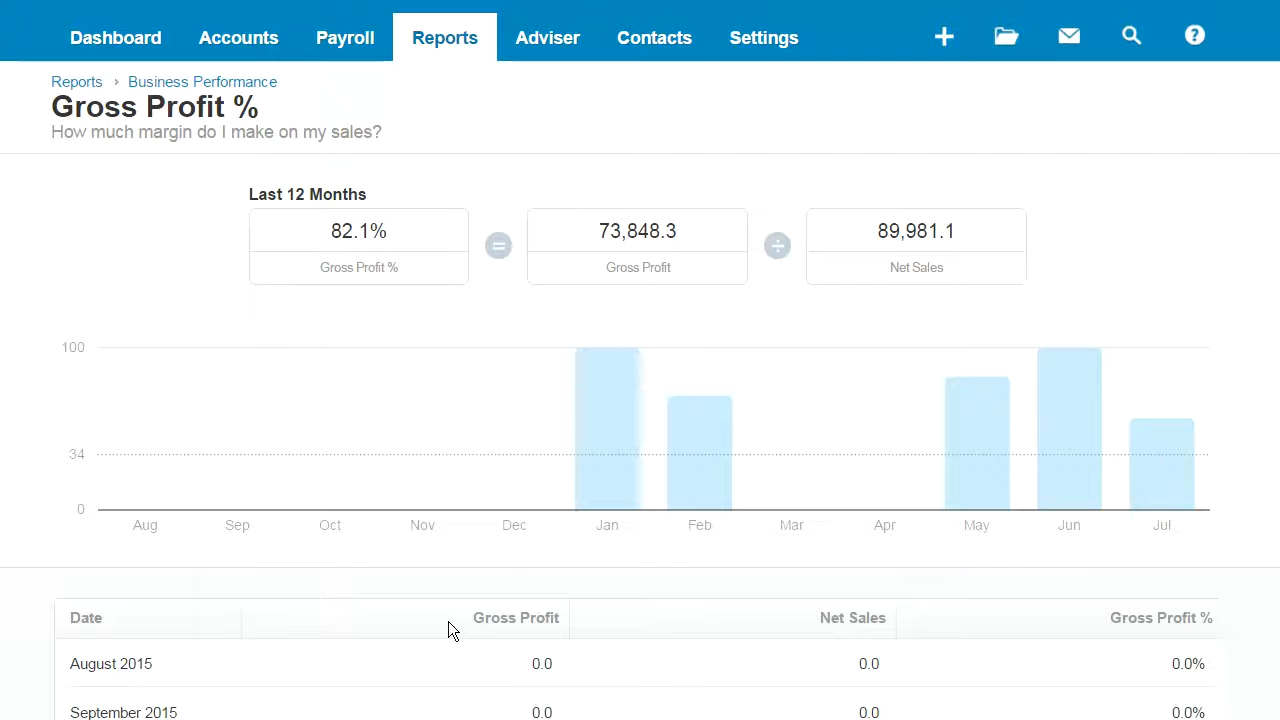 Dashboard Accounts Payroll Reports Adviser Contacts Settings
Reports › Business Performance
Gross Profit %
How much margin do I make on my sales?
Last 12 Months
82.1% = 73,848.3 ÷ 89,981.1
Gross Profit % Gross Profit Net Sales
100
34
0
Aug Sep Oct Nov Dec Jan Feb Mar Apr May Jun Jul
Date Gross Profit Net Sales Gross Profit %
August 2015 0.0 0.0 0.0%
September 2015 0.0 0.0 0.0%